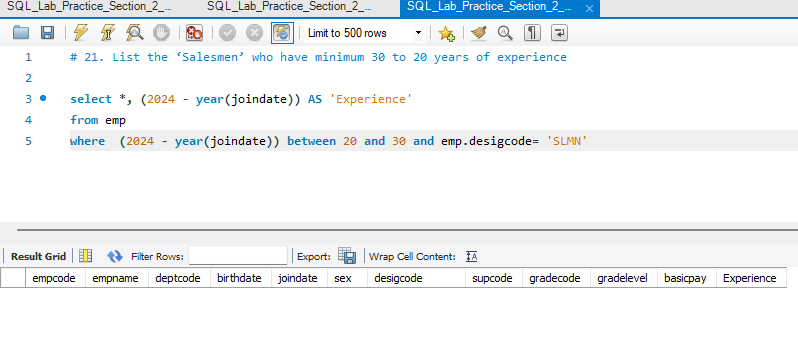 SQL_Lab_Practice_Section_2_... SQL_Lab_Practice_Section_2_... SQL_Lab_Practice_Section_2_...
Limit to 500 rows
1 # 21. List the ‘Salesmen’ who have minimum 30 to 20 years of experience
2
3 select *, (2024 - year(joindate)) AS 'Experience'
4 from emp
5 where (2024 - year(joindate)) between 20 and 30 and emp.desigcode= 'SLMN'
Result Grid Filter Rows: Export: Wrap Cell Content:
empcode empname deptcode birthdate joindate sex desigcode supcode gradecode gradelevel basicpay Experience